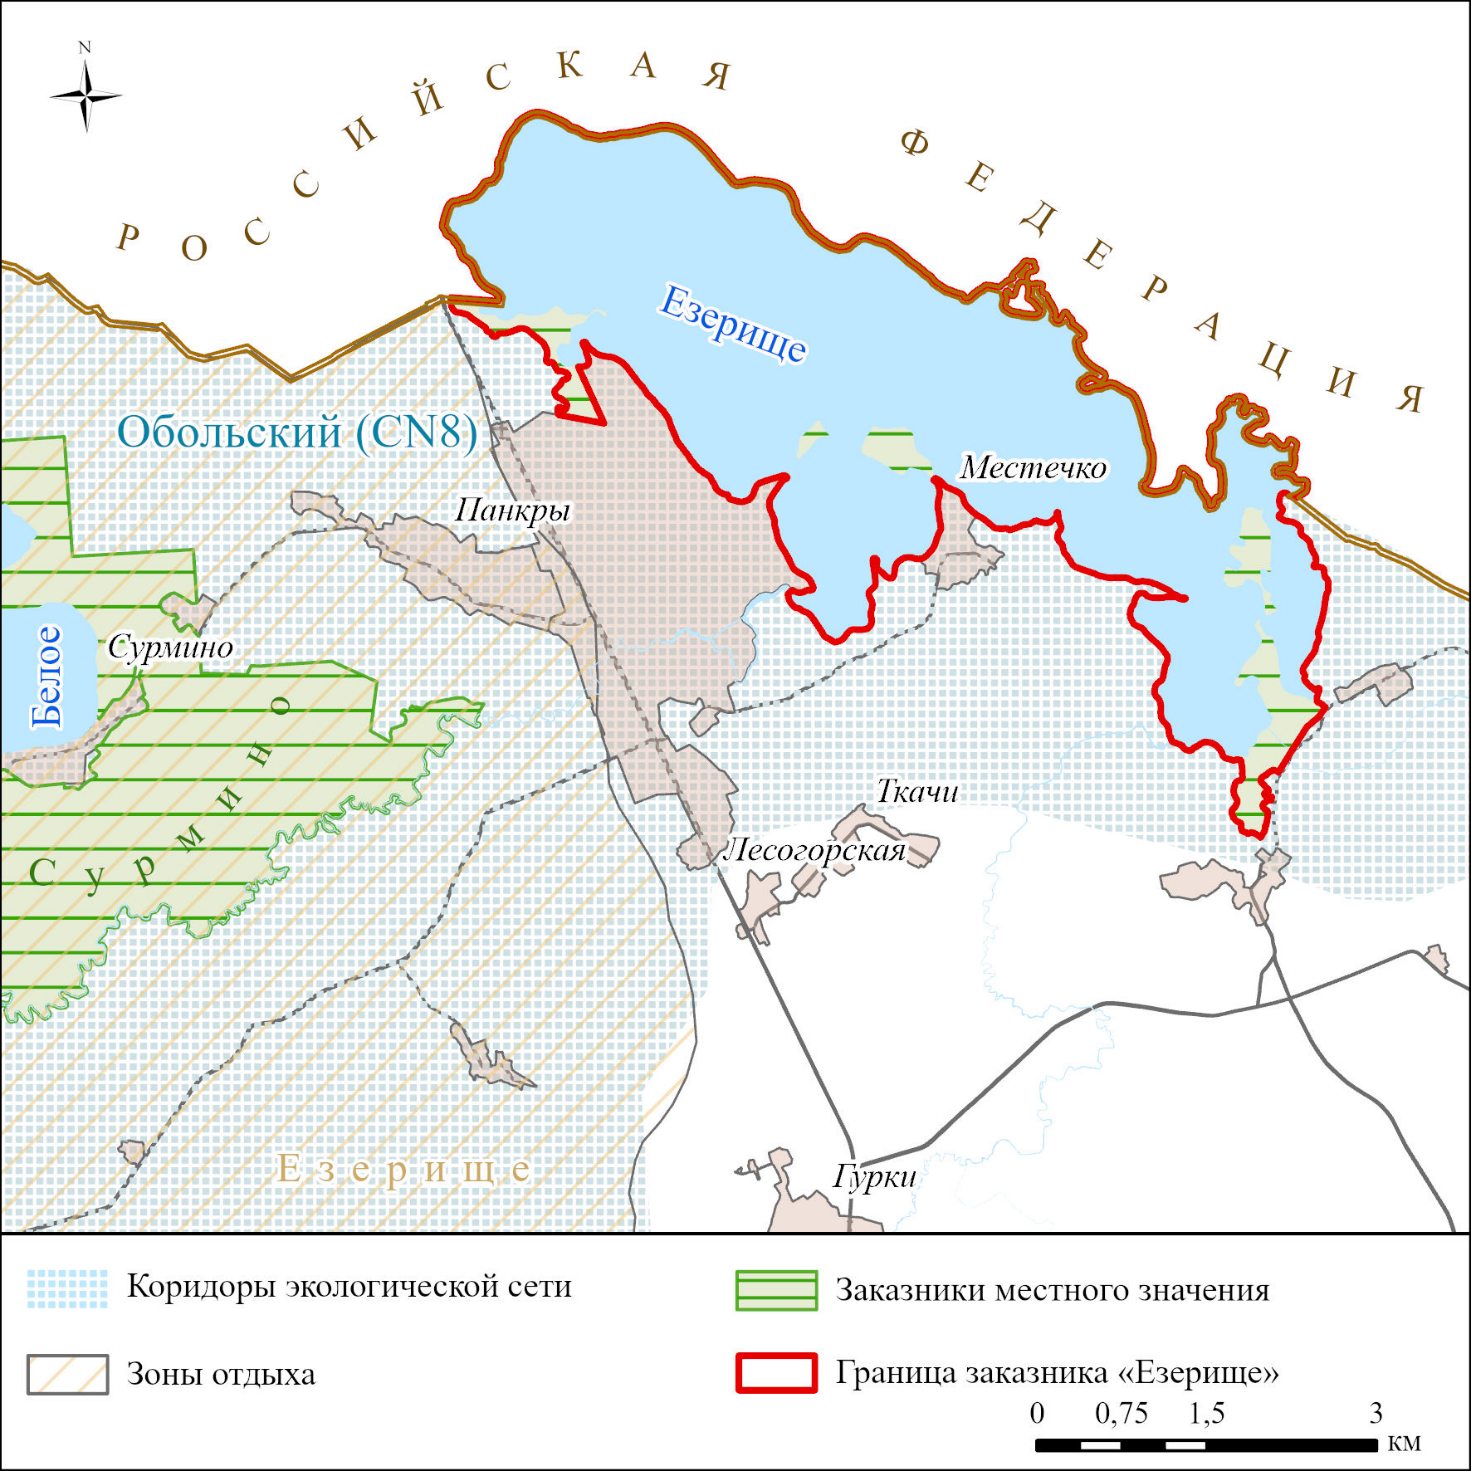 N
РОССИЙСКАЯ ФЕДЕРАЦИЯ
Езерище
Обольский (CN8)
Местечко
Панкры
Сурмино
Белое
Сурмино
Ткачи
Лесогорская
Езерище
Гурки
Коридоры экологической сети
Заказники местного значения
Зоны отдыха
Граница заказника «Езерище»
0 0,75 1,5 3
км